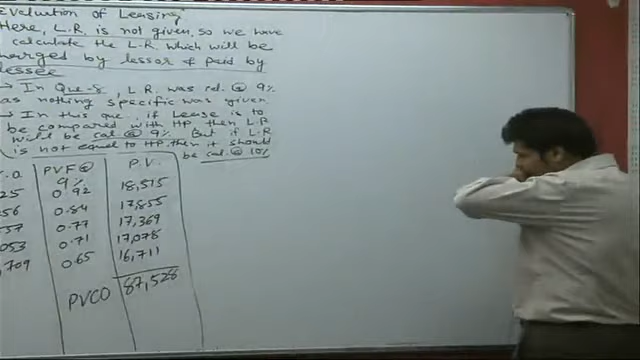 Evaluation of Leasing
Here, L.R. is not given, so we have
calculate the L.R. which will be
charged by lessor & paid by
lessee
→ In Que-8, L.R. was cal. @ 9%
as nothing specific was given.
→ In this que. if Lease is to
be compared with HP then L.R
will be cal @ 9%. But if L.R
is not equal to HP, then it should
be cal. @ 10%
PVF@ 9% P.V.
25 0.92 18,515
56 0.84 17,855
537 0.77 17,369
053 0.71 17,078
,709 0.65 16,711
PVCO 87,528